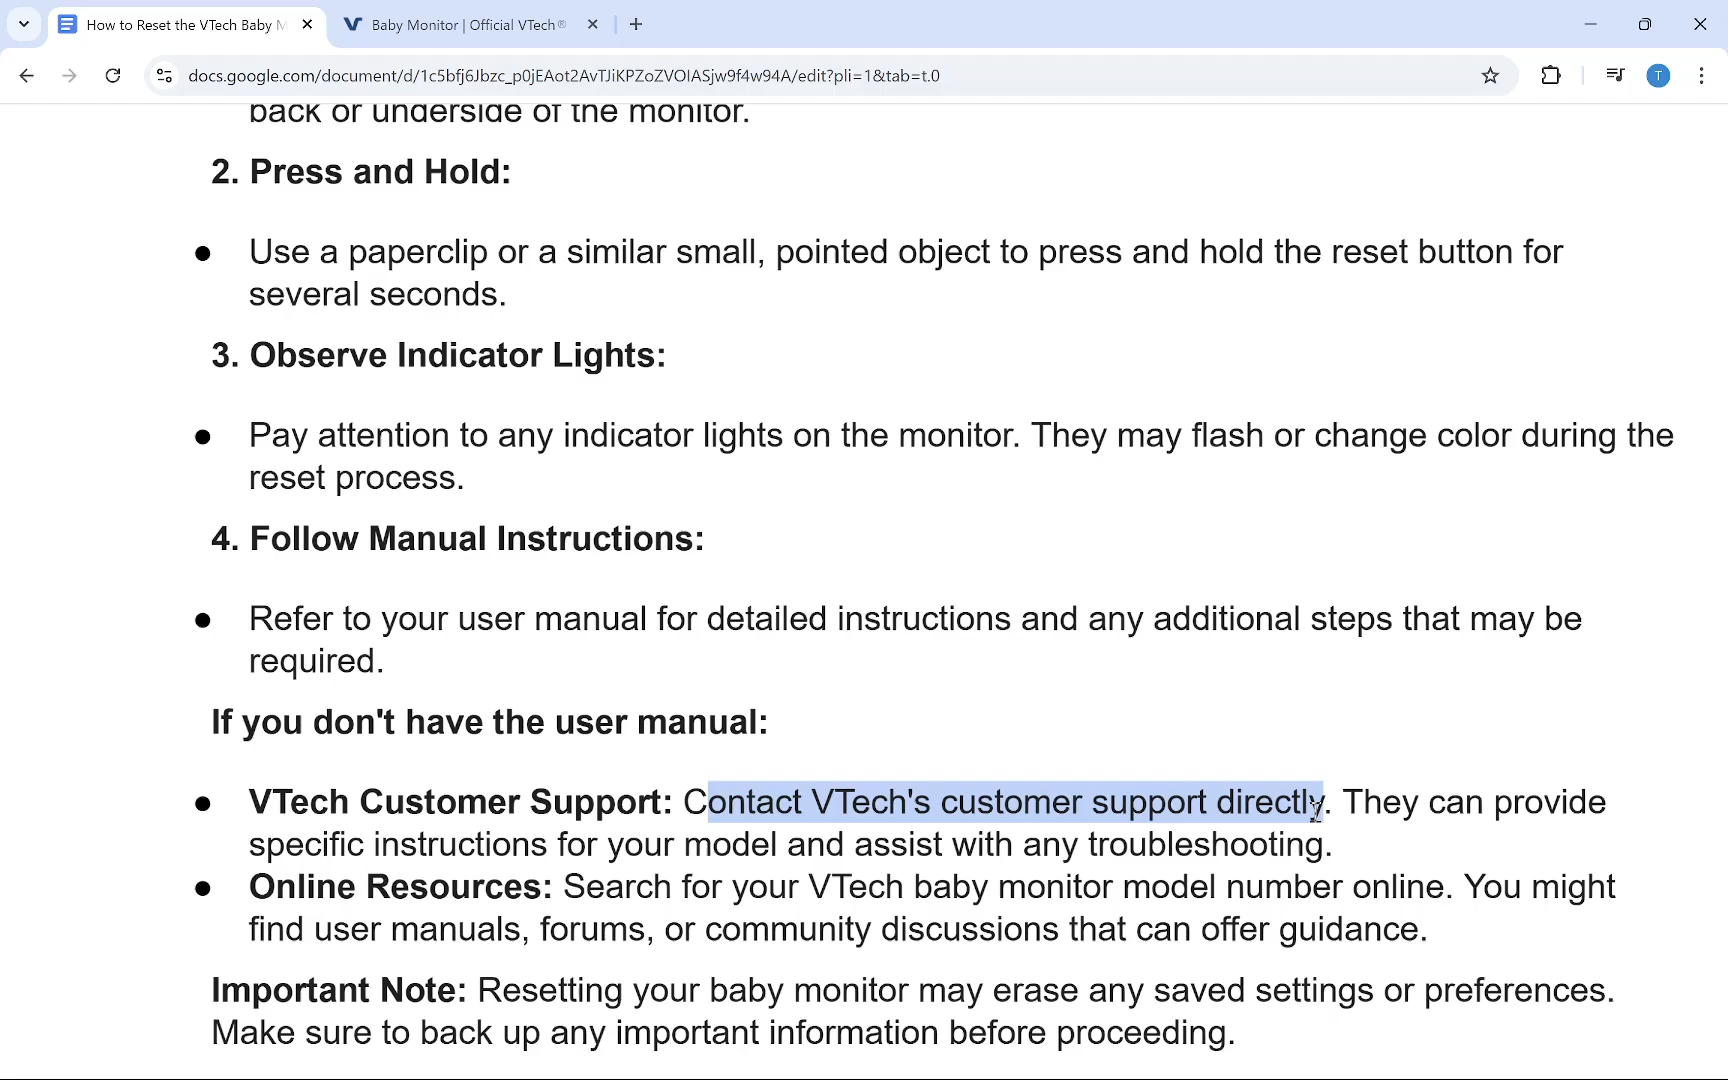 How to Reset the VTech Baby M
Baby Monitor | Official VTech®
docs.google.com/document/d/1c5bfj6Jbzc_p0jEAot2AvTJiKPZoZVOIASjw9f4w94A/edit?pli=1&tab=t.0
T
back or underside of the monitor.
2. Press and Hold:
● Use a paperclip or a similar small, pointed object to press and hold the reset button for
several seconds.
3. Observe Indicator Lights:
● Pay attention to any indicator lights on the monitor. They may flash or change color during the
reset process.
4. Follow Manual Instructions:
● Refer to your user manual for detailed instructions and any additional steps that may be
required.
If you don't have the user manual:
● VTech Customer Support: Contact VTech's customer support directly. They can provide
specific instructions for your model and assist with any troubleshooting.
● Online Resources: Search for your VTech baby monitor model number online. You might
find user manuals, forums, or community discussions that can offer guidance.
Important Note: Resetting your baby monitor may erase any saved settings or preferences.
Make sure to back up any important information before proceeding.